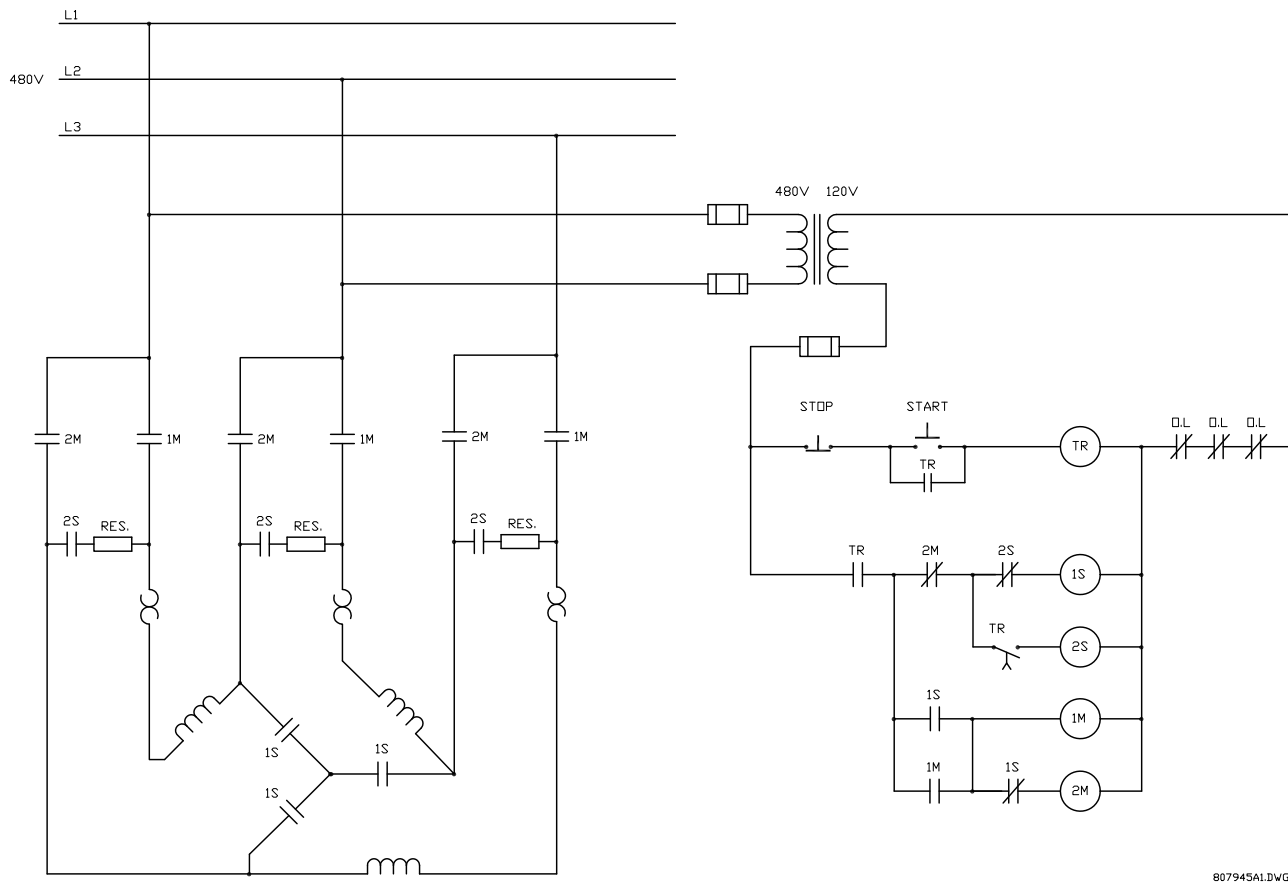 L1
480V L2
L3
480V 120V
STOP START
TR
TR
O.L O.L O.L
2M 1M 2M 1M 2M 1M
2S RES. 2S RES. 2S RES.
TR 2M 2S 1S
TR 2S
1S 1M
1M 1S 2M
1S
1S
1S
807945A1.DWG